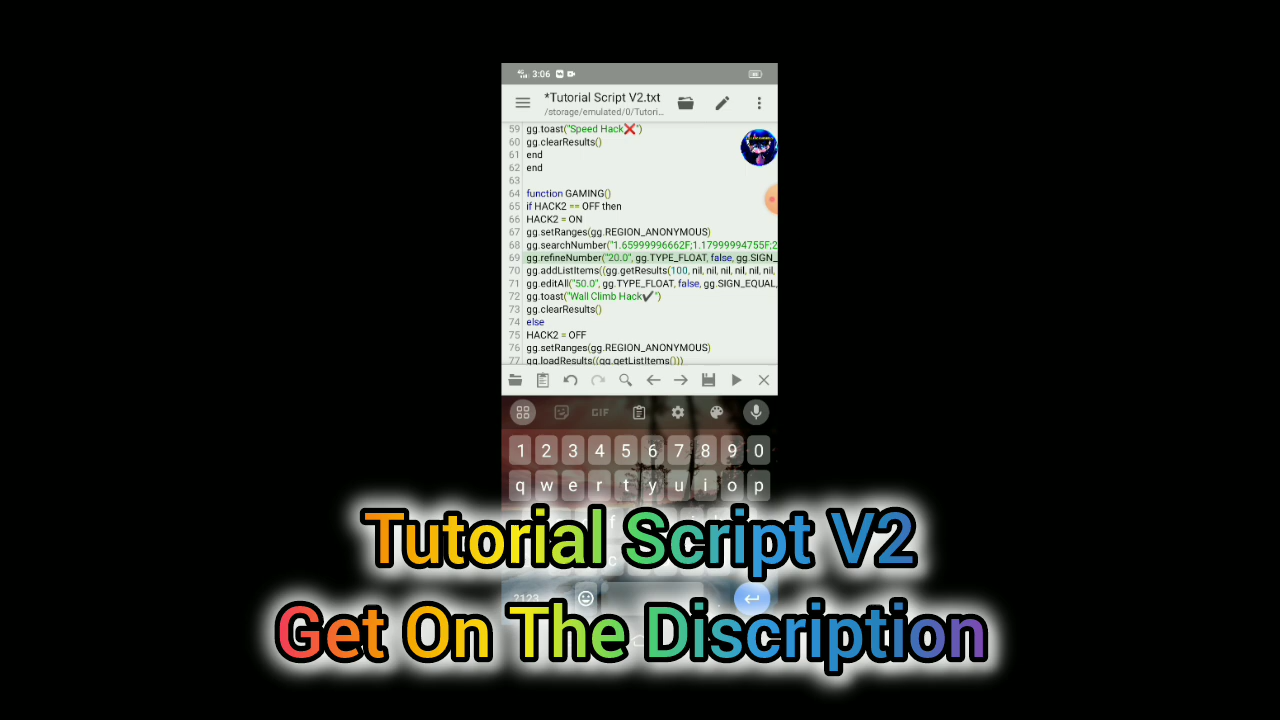 3:06
*Tutorial Script V2.txt
/storage/emulated/0/Tutori...
59 gg.toast("Speed Hack❌")
60 gg.clearResults()
61 end
62 end
63
64 function GAMING()
65 if HACK2 == OFF then
66 HACK2 = ON
67 gg.setRanges(gg.REGION_ANONYMOUS)
68 gg.searchNumber("1.65999996662F;1.17999994755F;2
69 gg.refineNumber("20.0", gg.TYPE_FLOAT, false, gg.SIGN_
70 gg.addListItems((gg.getResults(100, nil, nil, nil, nil, nil,
71 gg.editAll("50.0", gg.TYPE_FLOAT, false, gg.SIGN_EQUAL,
72 gg.toast("Wall Climb Hack✔")
73 gg.clearResults()
74 else
75 HACK2 = OFF
76 gg.setRanges(gg.REGION_ANONYMOUS)
77 gg.loadResults((gg.getListItems()))
GIF
1 2 3 4 5 6 7 8 9 0
q w e r t y u i o p
Tutorial Script V2
?123
Get On The Discription